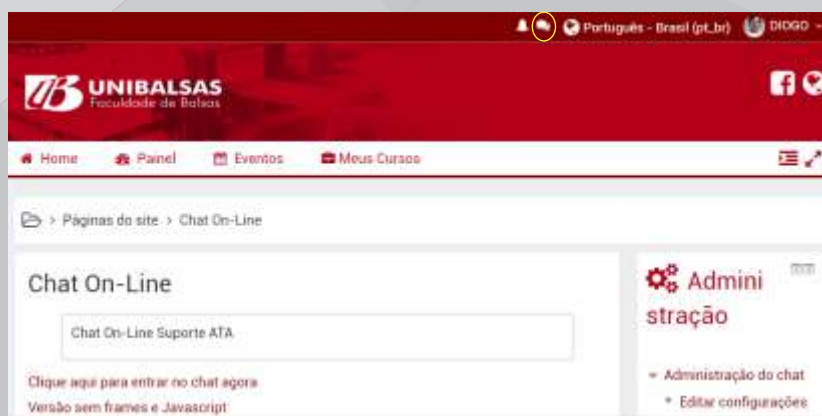 Português - Brasil (pt_br) DIOGO
UNIBALSAS
Faculdade de Balsas
Home Painel Eventos Meus Cursos
> Páginas do site > Chat On-Line
Chat On-Line
Chat On-Line Suporte ATA
Clique aqui para entrar no chat agora
Versão sem frames e Javascript
Admini
stração
Administração do chat
Editar configurações